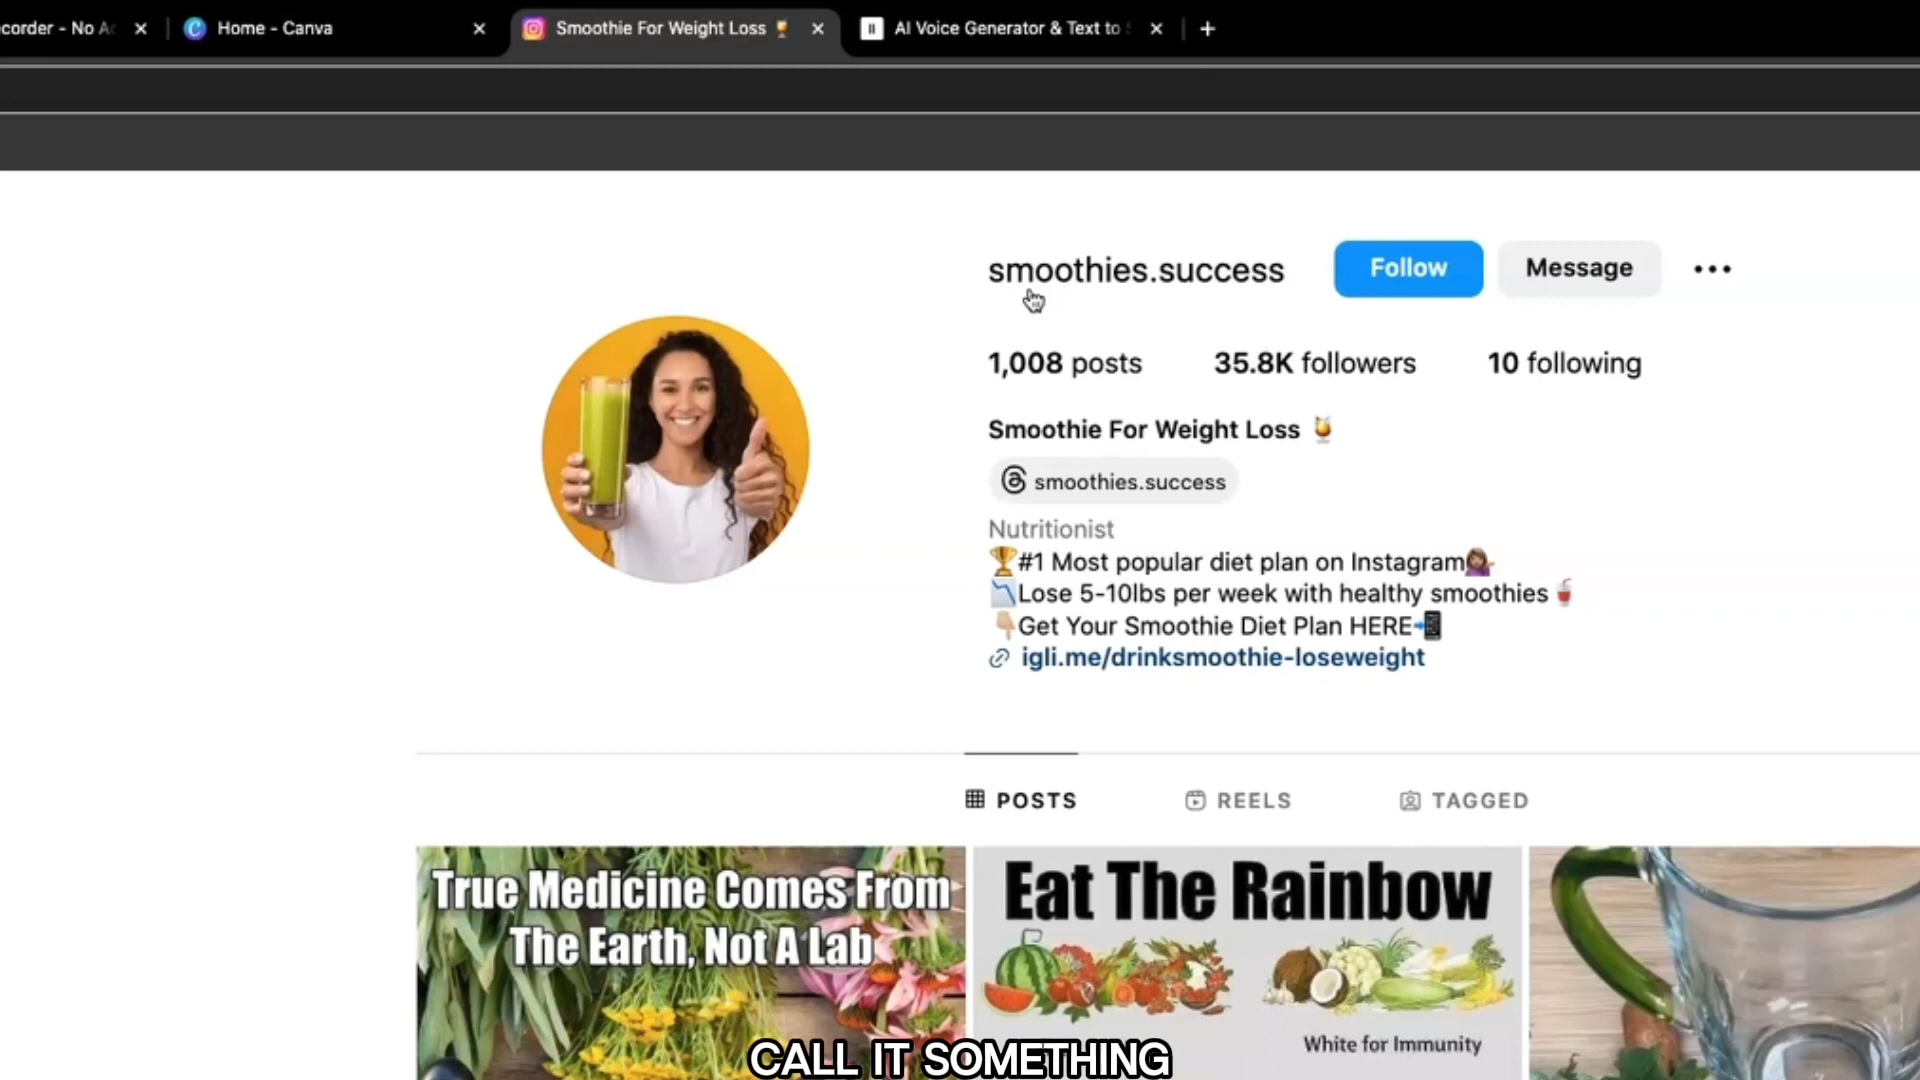 corder - No Ac
Home - Canva
Smoothie For Weight Loss 🍹
AI Voice Generator & Text to
smoothies.success
Follow
Message
1,008 posts
35.8K followers
10 following
Smoothie For Weight Loss 🍹
smoothies.success
Nutritionist
🏆#1 Most popular diet plan on Instagram💁🏽‍♀️
📉Lose 5-10lbs per week with healthy smoothies🥤
👇🏼Get Your Smoothie Diet Plan HERE📲
igli.me/drinksmoothie-loseweight
POSTS
REELS
TAGGED
True Medicine Comes From
The Earth, Not A Lab
Eat The Rainbow
White for Immunity
CALL IT SOMETHING